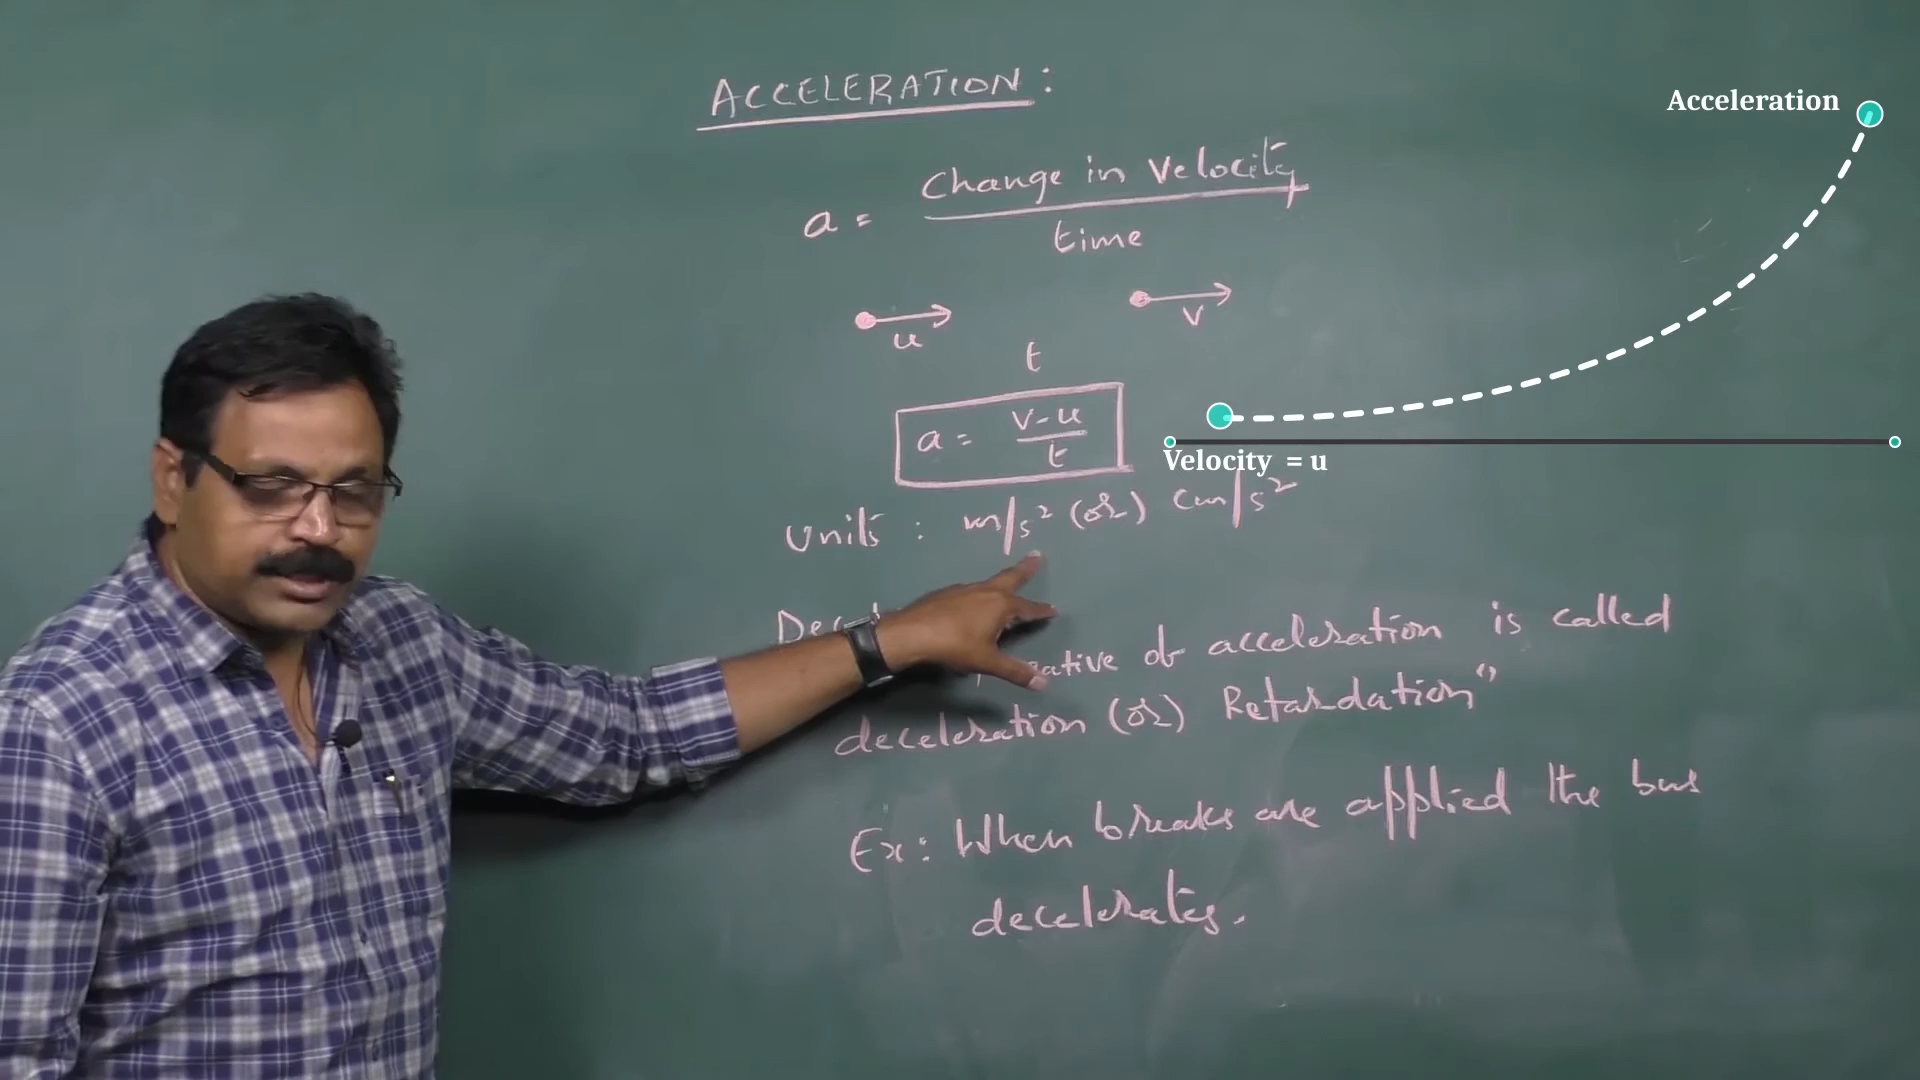 ACCELERATION :
Acceleration
a = Change in Velocity
time
u
v
t
a = v-u
t
Velocity = u
Units : m/s² (or) cm/s²
of acceleration is called
deceleration (or) Retardation"
Ex: When breaks are applied the bus
decelerates.